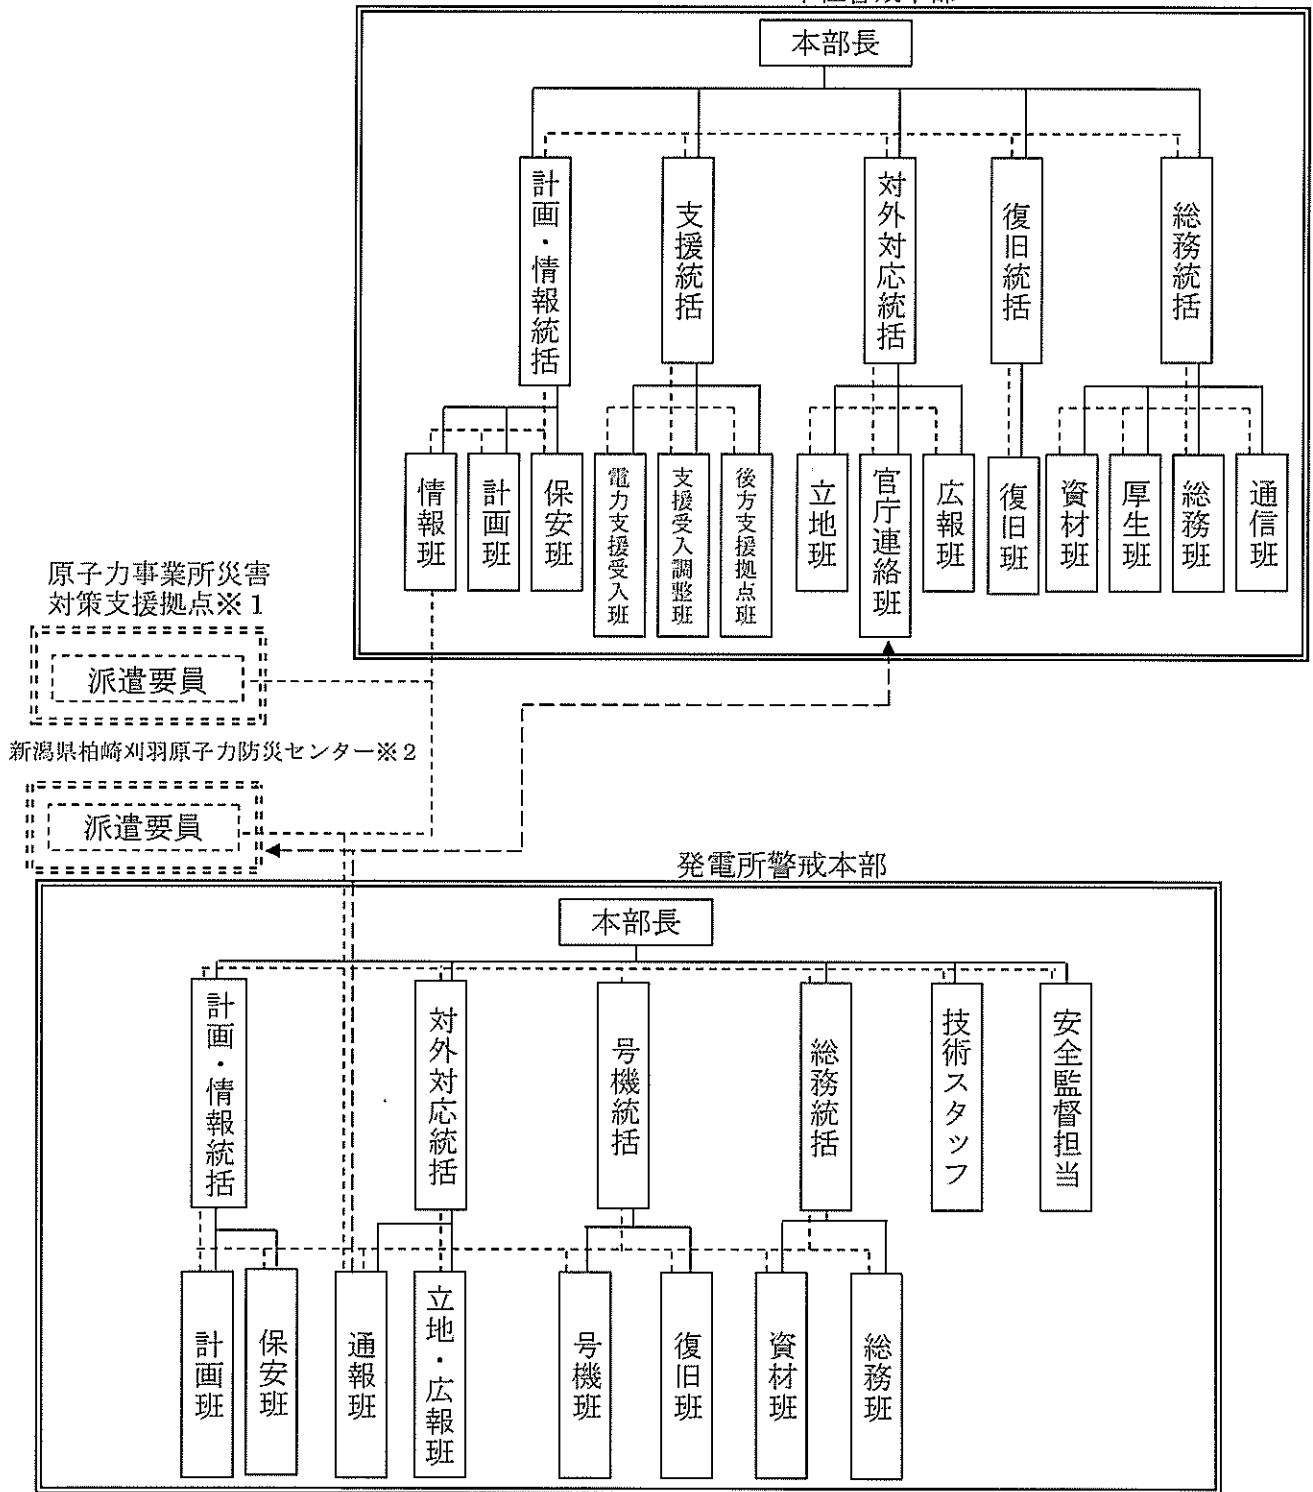 本部長
計画・情報統括
支援統括
対外対応統括
復旧統括
総務統括
情報班
計画班
保安班
電力支援受入班
支援受入調整班
後方支援拠点班
立地班
官庁連絡班
広報班
復旧班
資材班
厚生班
総務班
通信班
原子力事業所災害
対策支援拠点※1
派遣要員
新潟県柏崎刈羽原子力防災センター※2
派遣要員
発電所警戒本部
本部長
計画・情報統括
対外対応統括
号機統括
総務統括
技術スタッフ
安全監督担当
計画班
保安班
通報班
立地・広報班
号機班
復旧班
資材班
総務班